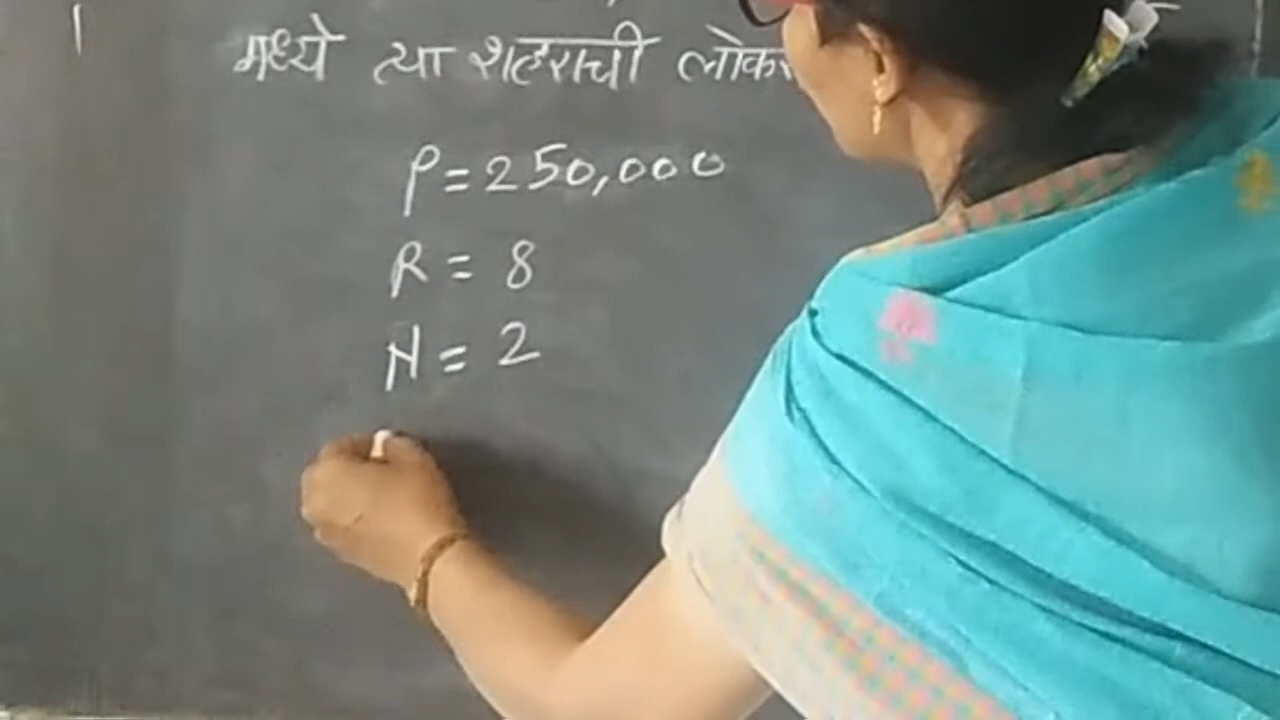 मध्ये त्या शहराची
P = 250,000
R = 8
N = 2